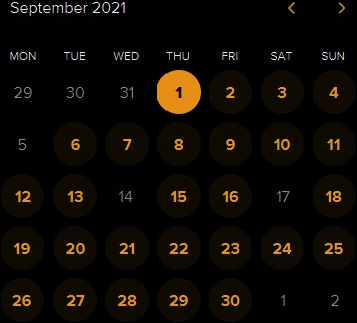 September 2021
MON TUE WED THU FRI SAT SUN
29 30 31 1 2 3 4
5 6 7 8 9 10 11
12 13 14 15 16 17 18
19 20 21 22 23 24 25
26 27 28 29 30 1 2